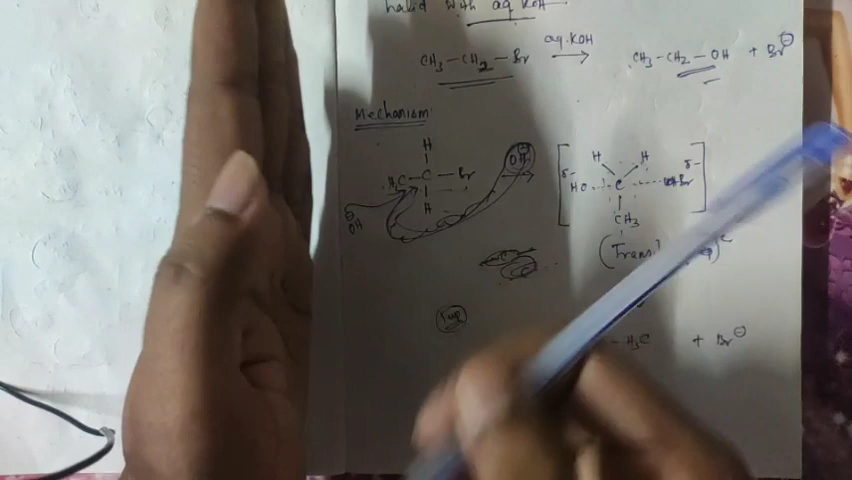 halid with aq KOH
CH₃–CH₂–Br —aq.KOH→ CH₃–CH₂–OH + Br⊖
Mechanism:
H
H₃C–C–Br
H
OH⊖
⊖OH
H H
δ- δ-
HO C Br
CH₃
H₃C + Br⊖